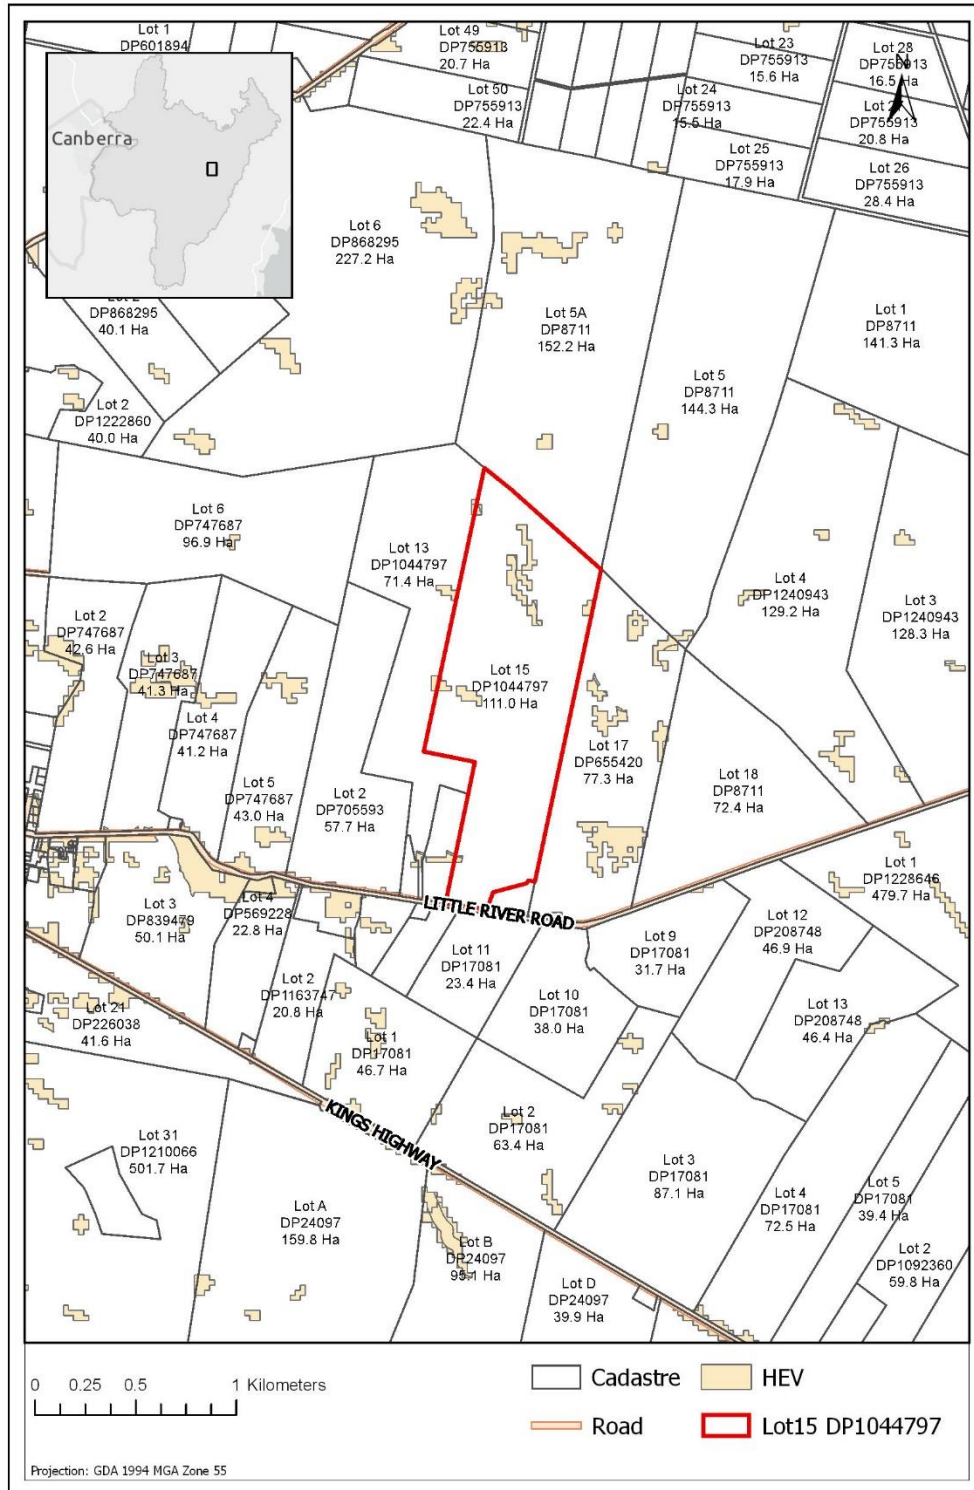 Lot 1
DP601894
Canberra
Lot 49
DP755913
20.7 Ha
Lot 50
DP755913
22.4 Ha
Lot 23
DP755913
15.6 Ha
Lot 24
DP755913
15.5 Ha
Lot 25
DP755913
17.9 Ha
Lot 28
DP755913
16.5 Ha
N
DP755913
20.8 Ha
Lot 26
DP755913
28.4 Ha
Lot 6
DP868295
227.2 Ha
DP868295
40.1 Ha
Lot 2
DP1222860
40.0 Ha
Lot 5A
DP8711
152.2 Ha
Lot 5
DP8711
144.3 Ha
Lot 1
DP8711
141.3 Ha
Lot 6
DP747687
96.9 Ha
Lot 13
DP1044797
71.4 Ha
Lot 4
DP1240943
129.2 Ha
Lot 3
DP1240943
128.3 Ha
Lot 2
DP747687
42.6 Ha
Lot 3
DP747687
41.3 Ha
Lot 4
DP747687
41.2 Ha
Lot 5
DP747687
43.0 Ha
Lot 2
DP705593
57.7 Ha
Lot 15
DP1044797
111.0 Ha
Lot 17
DP655420
77.3 Ha
Lot 18
DP8711
72.4 Ha
Lot 1
DP1228646
479.7 Ha
LITTLE RIVER ROAD
Lot 3
DP839479
50.1 Ha
Lot 4
DP569228
22.8 Ha
Lot 2
DP1163747
20.8 Ha
Lot 11
DP17081
23.4 Ha
Lot 10
DP17081
38.0 Ha
Lot 9
DP17081
31.7 Ha
Lot 12
DP208748
46.9 Ha
Lot 13
DP208748
46.4 Ha
Lot 21
DP226038
41.6 Ha
Lot 1
DP17081
46.7 Ha
KINGS HIGHWAY
Lot 2
DP17081
63.4 Ha
Lot 3
DP17081
87.1 Ha
Lot 4
DP17081
72.5 Ha
Lot 5
DP17081
39.4 Ha
Lot 2
DP1092360
59.8 Ha
Lot 31
DP1210066
501.7 Ha
Lot A
DP24097
159.8 Ha
Lot B
DP24097
95.1 Ha
Lot D
DP24097
39.9 Ha
0 0.25 0.5 1 Kilometers
Cadastre
HEV
Road
Lot15 DP1044797
Projection: GDA 1994 MGA Zone 55